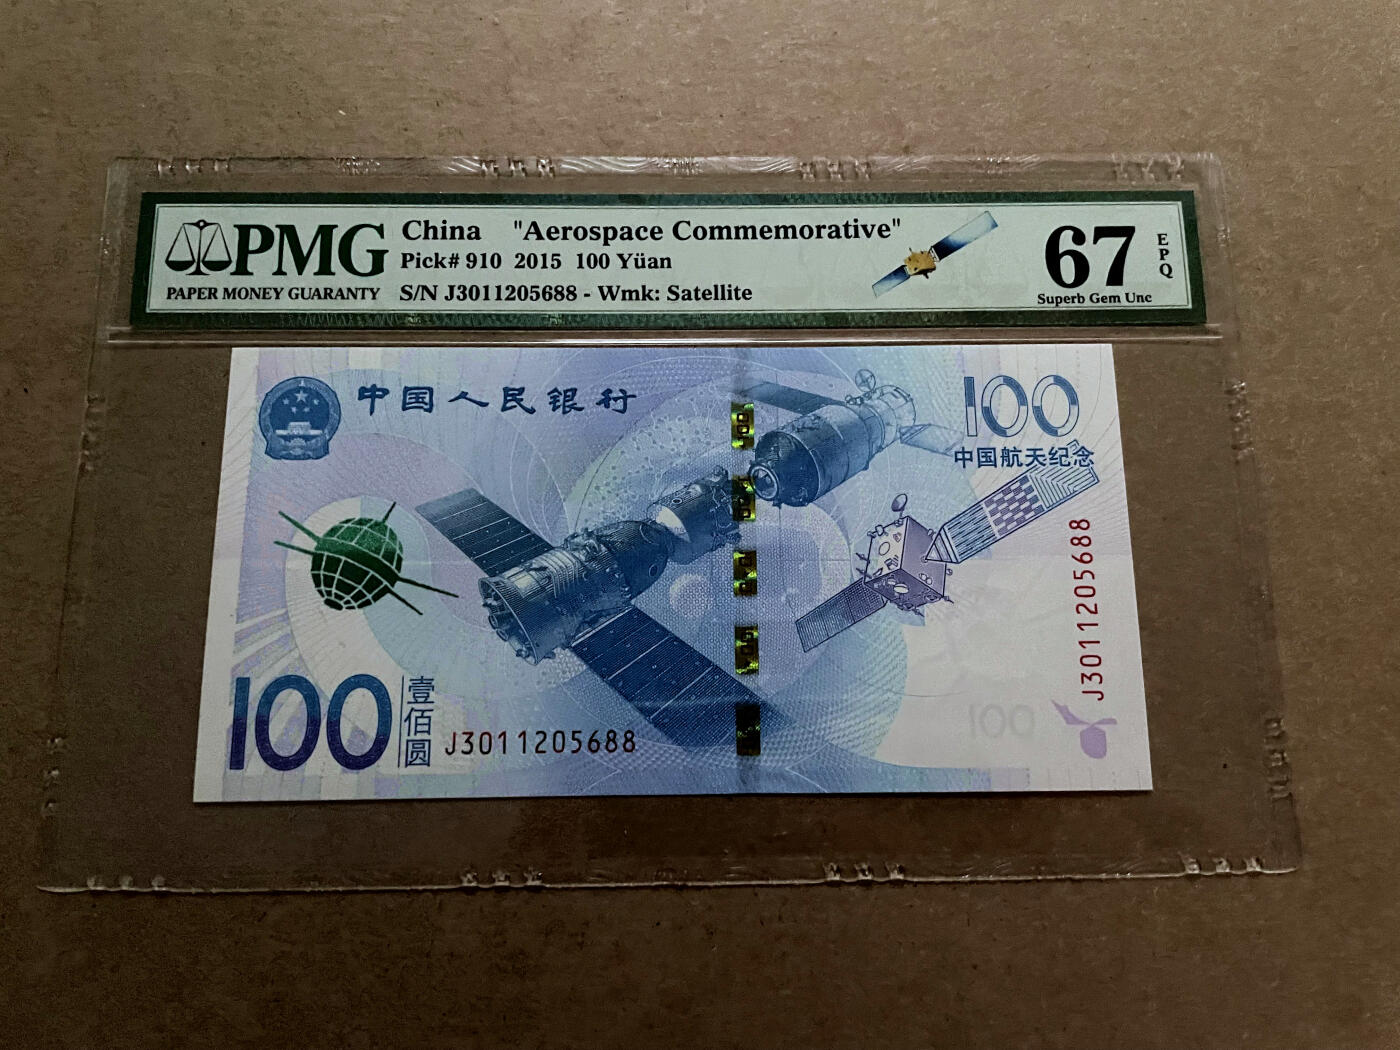 PMG
PAPER MONEY GUARANTY
China "Aerospace Commemorative"
Pick# 910 2015 100 Yüan
S/N J3011205688 - Wmk: Satellite
67
EPQ
Superb Gem Unc
中国人民银行
100
中国航天纪念
J3011205688
100
壹佰圆
J3011205688
100